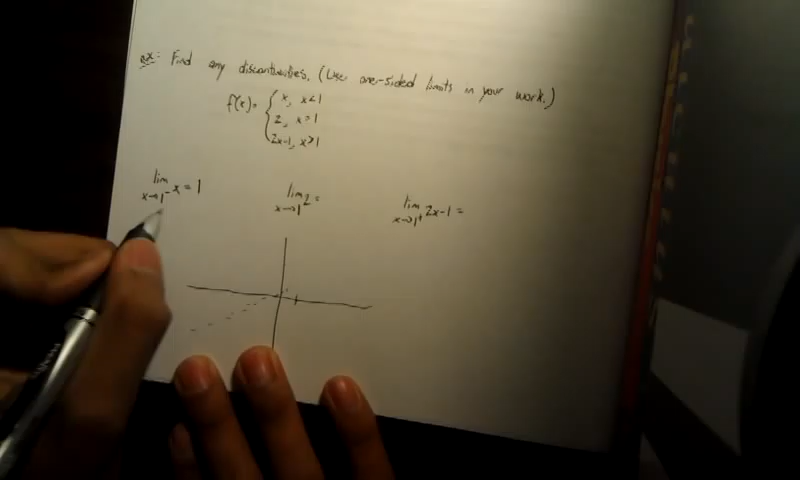 ex: Find any discontinuities. (Use one-sided limits in your work.)
f(x)= { x, x<1
2, x=1
2x-1, x>1
lim x→1⁻ x = 1
lim x→1 2 =
lim x→1⁺ 2x-1 =